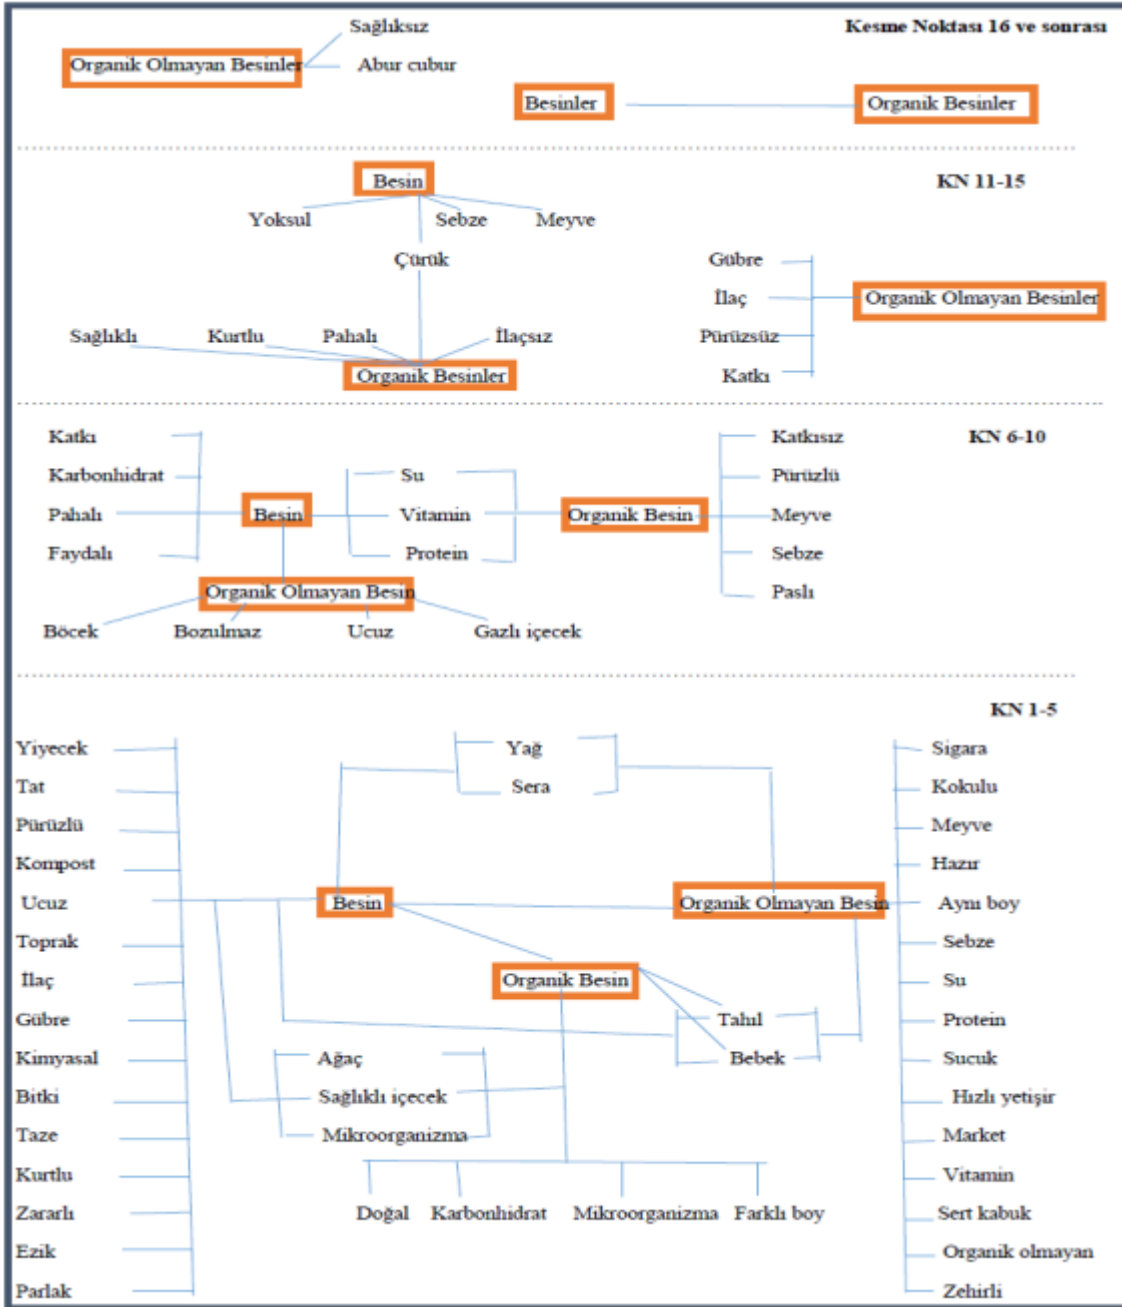 Sağlıksız
Kesme Noktası 16 ve sonrası
Organik Olmayan Besinler
Abur cubur
Besinler
Organik Besinler
Besin
KN 11-15
Yoksul
Sebze
Meyve
Çürük
Gübre
İlaç
Organik Olmayan Besinler
Sağlıklı
Kurtlu
Pahalı
İlaçsız
Pürüzsüz
Organik Besinler
Katkı
Katkı
Katkısız
KN 6-10
Karbonhidrat
Su
Pürüzlü
Pahalı
Besin
Vitamin
Organik Besin
Meyve
Faydalı
Protein
Sebze
Organik Olmayan Besin
Paslı
Böcek
Bozulmaz
Ucuz
Gazlı içecek
KN 1-5
Yiyecek
Yağ
Sigara
Tat
Sera
Kokulu
Pürüzlü
Meyve
Kompost
Hazır
Ucuz
Besin
Organik Olmayan Besin
Aynı boy
Toprak
Sebze
İlaç
Organik Besin
Su
Gübre
Tahıl
Protein
Kimyasal
Ağaç
Bebek
Sucuk
Bitki
Sağlıklı içecek
Hızlı yetişir
Taze
Mikroorganizma
Market
Kurtlu
Vitamin
Zararlı
Doğal
Karbonhidrat
Mikroorganizma
Farklı boy
Sert kabuk
Ezik
Organik olmayan
Parlak
Zehirli